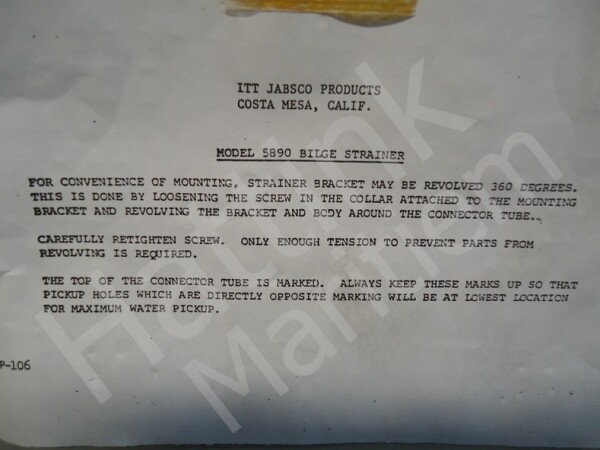 ITT JABSCO PRODUCTS
COSTA MESA, CALIF.
MODEL 5890 BILGE STRAINER
FOR CONVENIENCE OF MOUNTING, STRAINER BRACKET MAY BE REVOLVED 360 DEGREES.
THIS IS DONE BY LOOSENING THE SCREW IN THE COLLAR ATTACHED TO THE MOUNTING
BRACKET AND REVOLVING THE BRACKET AND BODY AROUND THE CONNECTOR TUBE.
CAREFULLY RETIGHTEN SCREW. ONLY ENOUGH TENSION TO PREVENT PARTS FROM
REVOLVING IS REQUIRED.
THE TOP OF THE CONNECTOR TUBE IS MARKED. ALWAYS KEEP THESE MARKS UP SO THAT
PICKUP HOLES WHICH ARE DIRECTLY OPPOSITE MARKING WILL BE AT LOWEST LOCATION
FOR MAXIMUM WATER PICKUP.
P-106